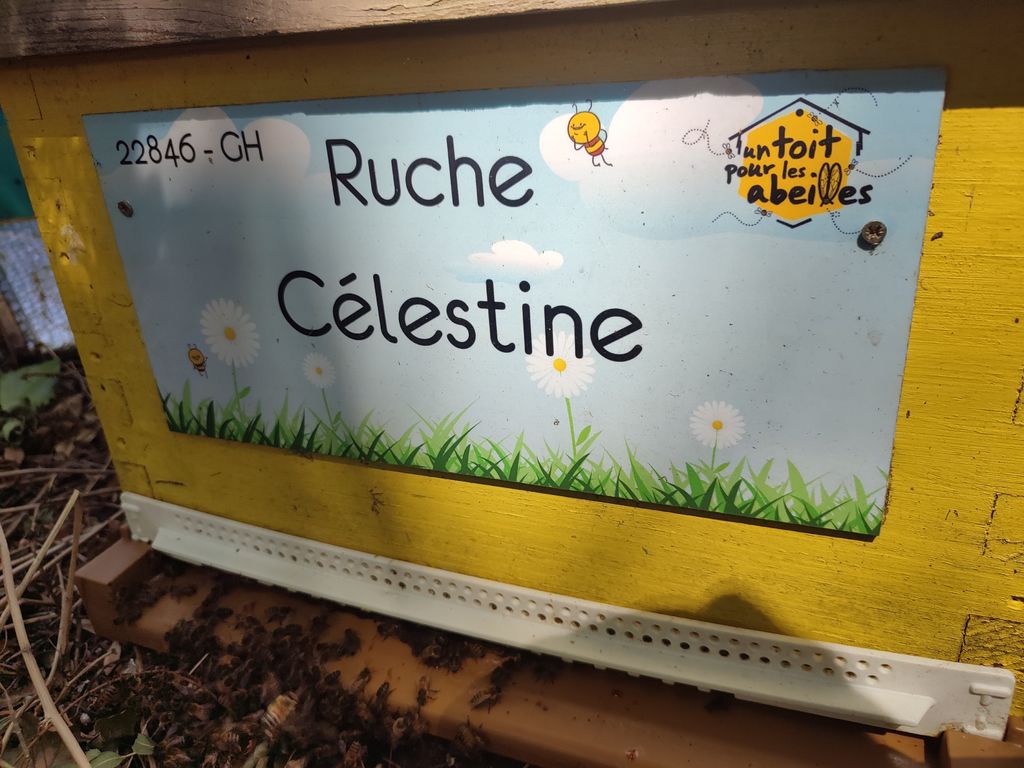 22846 - GH
Ruche
Célestine
un toit
pour les
abeilles